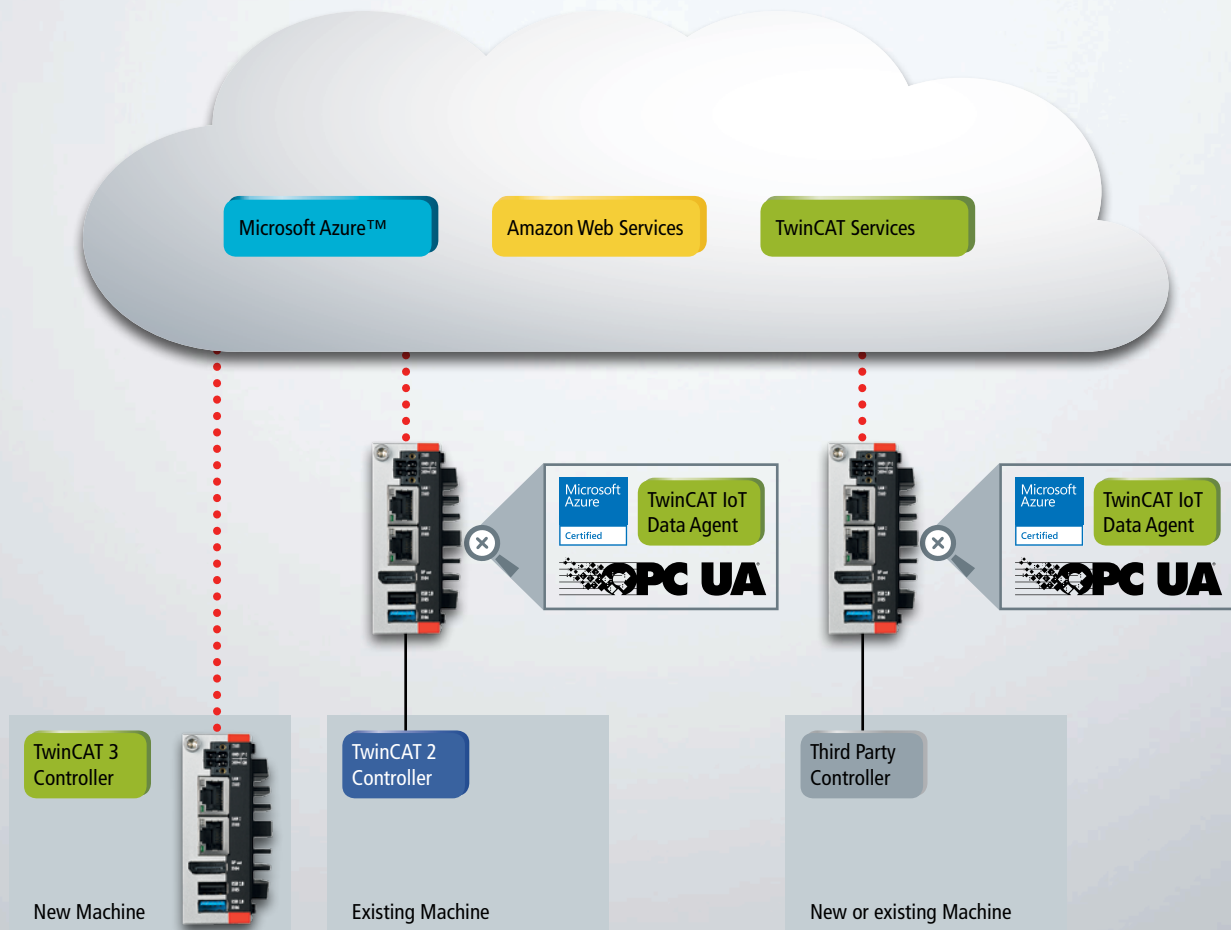 Microsoft Azure™
Amazon Web Services
TwinCAT Services
Microsoft
Azure
Certified
TwinCAT IoT
Data Agent
OPC UA
Microsoft
Azure
Certified
TwinCAT IoT
Data Agent
OPC UA
TwinCAT 3
Controller
New Machine
TwinCAT 2
Controller
Existing Machine
Third Party
Controller
New or existing Machine